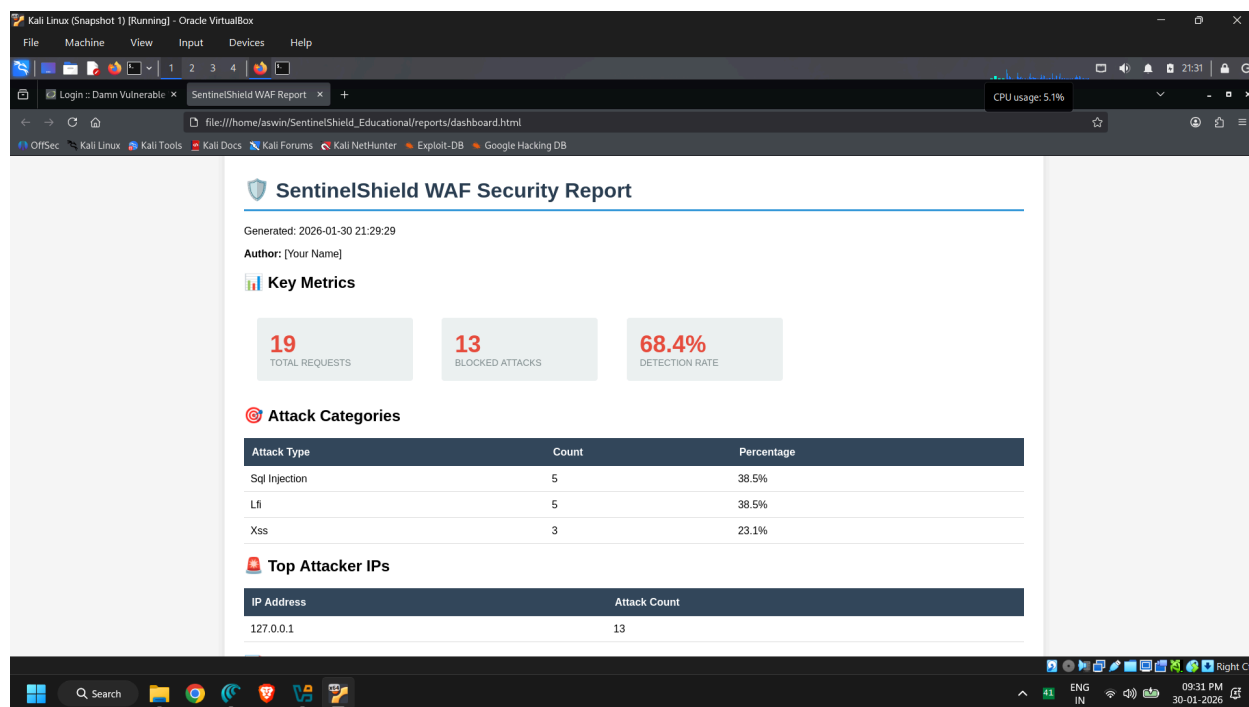 Kali Linux (Snapshot 1) [Running] - Oracle VirtualBox
File Machine View Input Devices Help
1 2 3 4
21:31
Login :: Damn Vulnerable
SentinelShield WAF Report
CPU usage: 5.1%
file:///home/aswin/SentinelShield_Educational/reports/dashboard.html
OffSec Kali Linux Kali Tools Kali Docs Kali Forums Kali NetHunter Exploit-DB Google Hacking DB
SentinelShield WAF Security Report
Generated: 2026-01-30 21:29:29
Author: [Your Name]
Key Metrics
19 13 68.4%
TOTAL REQUESTS BLOCKED ATTACKS DETECTION RATE
Attack Categories
Attack Type Count Percentage
Sql Injection 5 38.5%
Lfi 5 38.5%
Xss 3 23.1%
Top Attacker IPs
IP Address Attack Count
127.0.0.1 13
Right C
Search
41
ENG
IN
09:31 PM
30-01-2026